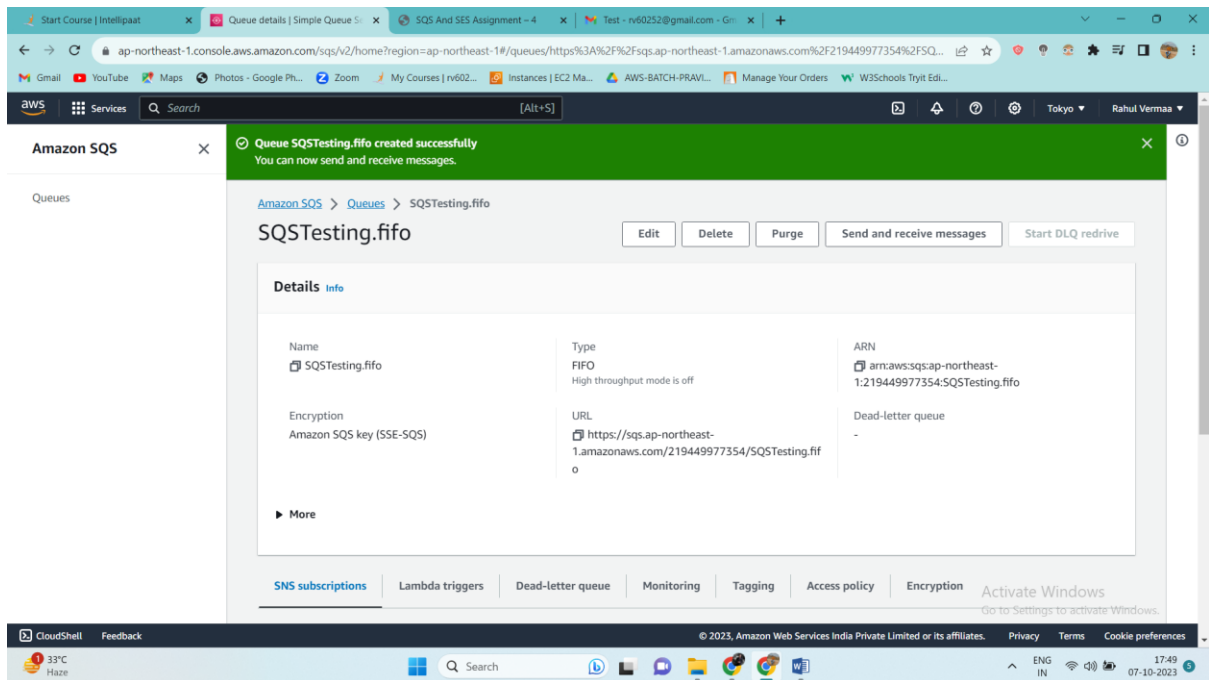 Start Course | Intellipaat
Queue details | Simple Queue Se
SQS And SES Assignment – 4
Test - rv60252@gmail.com - Gm
ap-northeast-1.console.aws.amazon.com/sqs/v2/home?region=ap-northeast-1#/queues/https%3A%2F%2Fsqs.ap-northeast-1.amazonaws.com%2F219449977354%2FSQ...
Gmail YouTube Maps Photos - Google Ph... Zoom My Courses | rv602... Instances | EC2 Ma... AWS-BATCH-PRAVI... Manage Your Orders W3Schools Tryit Edi...
aws Services Search [Alt+S] Tokyo Rahul Vermaa
Amazon SQS
Queues
Queue SQSTesting.fifo created successfully
You can now send and receive messages.
Amazon SQS > Queues > SQSTesting.fifo
SQSTesting.fifo
Edit Delete Purge Send and receive messages Start DLQ redrive
Details Info
Name
SQSTesting.fifo
Type
FIFO
High throughput mode is off
ARN
arn:aws:sqs:ap-northeast-
1:219449977354:SQSTesting.fifo
Encryption
Amazon SQS key (SSE-SQS)
URL
https://sqs.ap-northeast-
1.amazonaws.com/219449977354/SQSTesting.fif
o
Dead-letter queue
-
More
SNS subscriptions Lambda triggers Dead-letter queue Monitoring Tagging Access policy Encryption
Activate Windows
Go to Settings to activate Windows.
CloudShell Feedback © 2023, Amazon Web Services India Private Limited or its affiliates. Privacy Terms Cookie preferences
1
33°C
Haze
Search
ENG
IN
17:49
07-10-2023
5